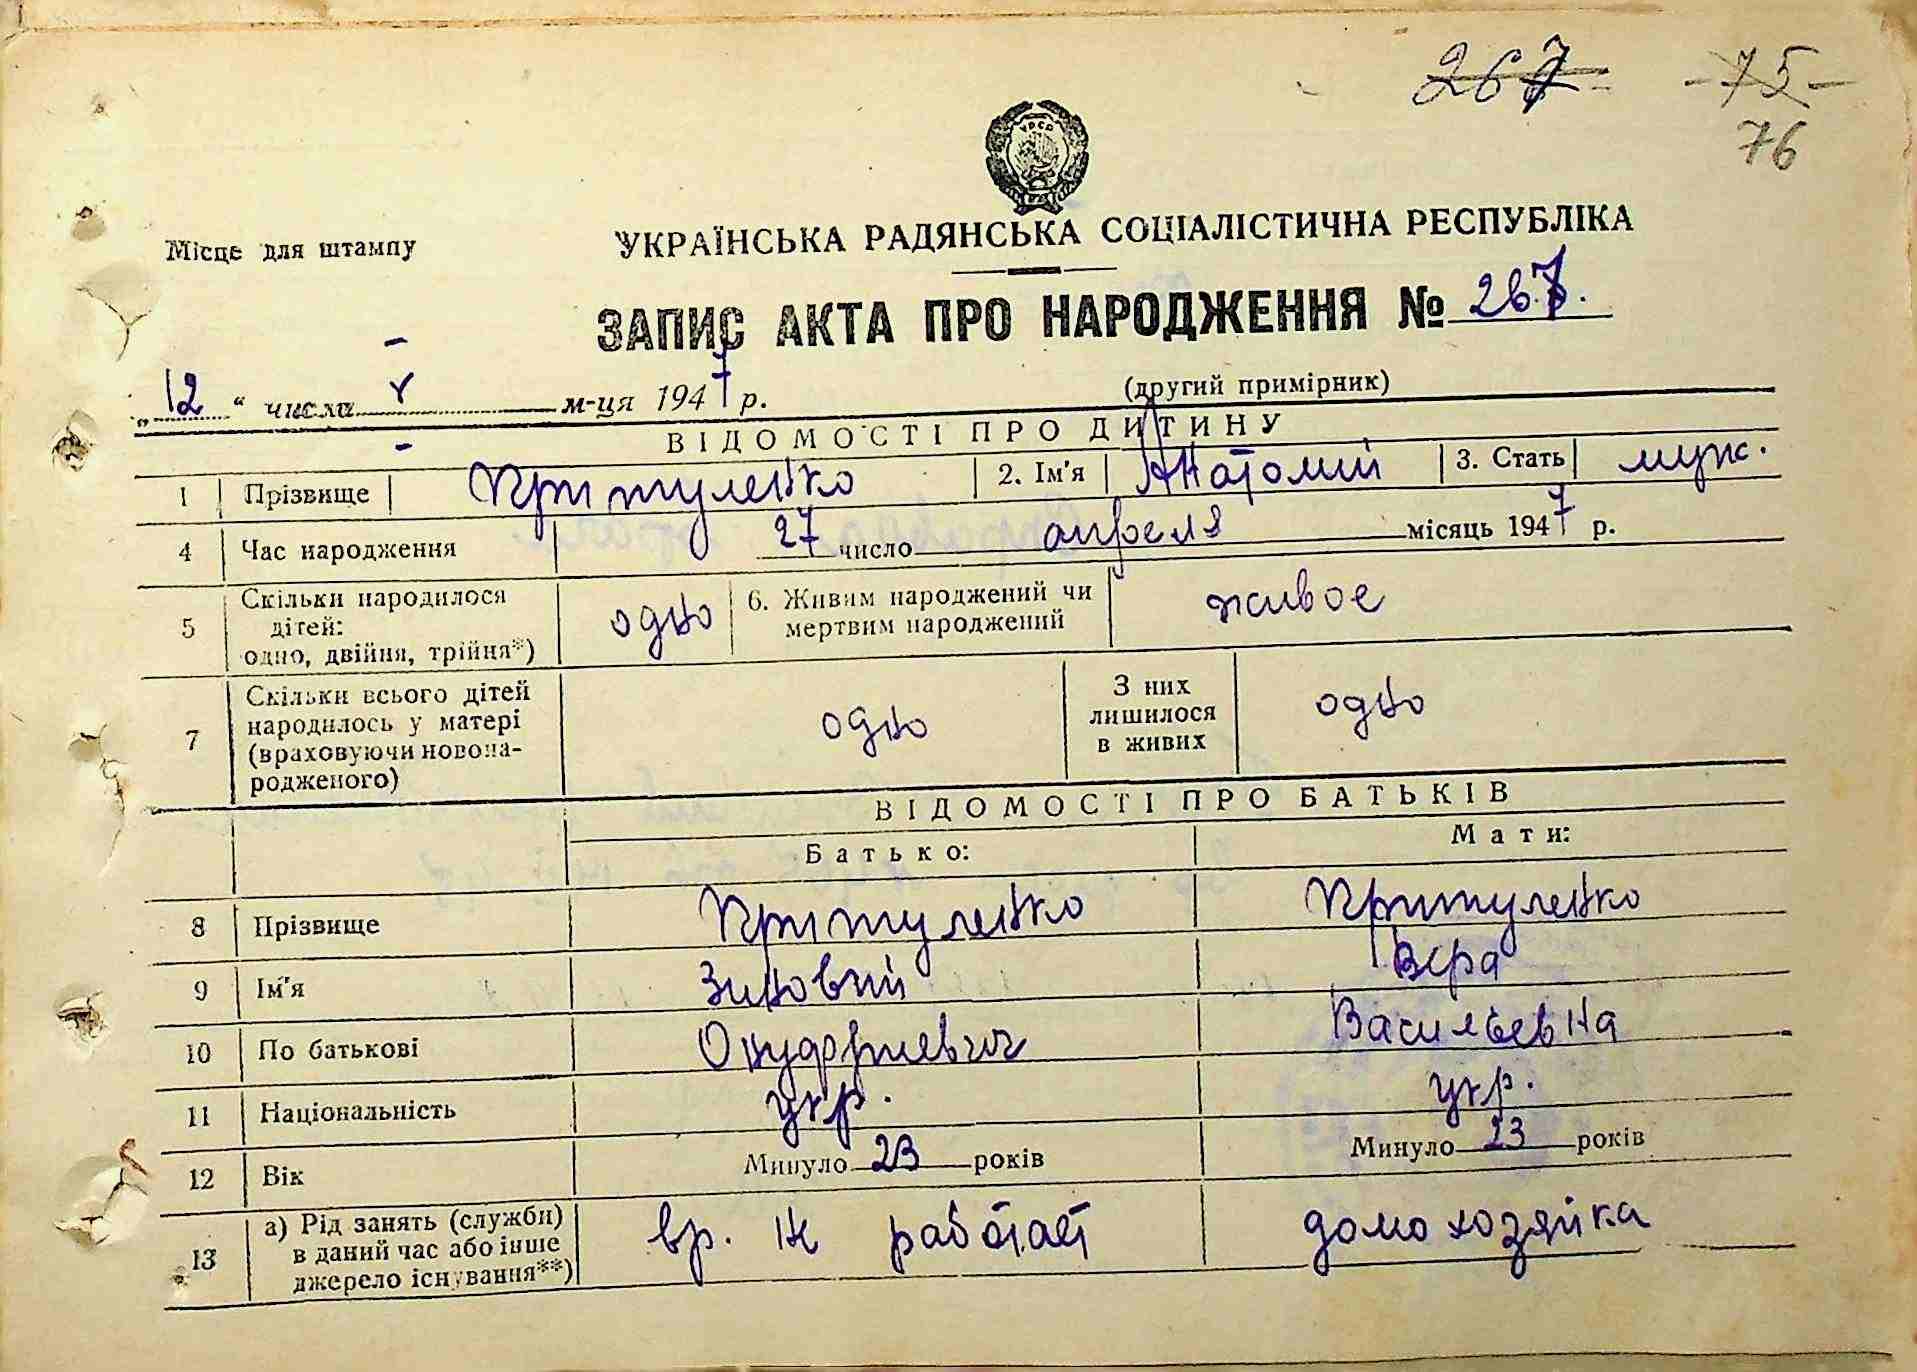 267 - 75 -
76
УРСР
Місце для штампу
УКРАЇНСЬКА РАДЯНСЬКА СОЦІАЛІСТИЧНА РЕСПУБЛІКА
ЗАПИС АКТА ПРО НАРОДЖЕННЯ № 267.
„12“ числа V м-ця 1947 р. (другий примірник)
ВІДОМОСТІ ПРО ДИТИНУ
1 Прізвище Притуленко 2. Ім'я Анатолий 3. Стать муж.
4 Час народження 27 число апреля місяць 1947 р.
5 Скільки народилося дітей: одно, двійня, трійня*) одно 6. Живим народжений чи мертвим народжений живое
7 Скільки всього дітей народилось у матері (враховуючи новонародженого) одно З них лишилося в живих одно
ВІДОМОСТІ ПРО БАТЬКІВ
Батько: Мати:
8 Прізвище Притуленко Притуленко
9 Ім'я Зиновий Вера
10 По батькові Онуфриевич Васильевна
11 Національність укр. укр.
12 Вік Минуло 23 років Минуло 23 років
13 а) Рід занять (служби) в даний час або інше джерело існування**) вр. не работает домохозяйка